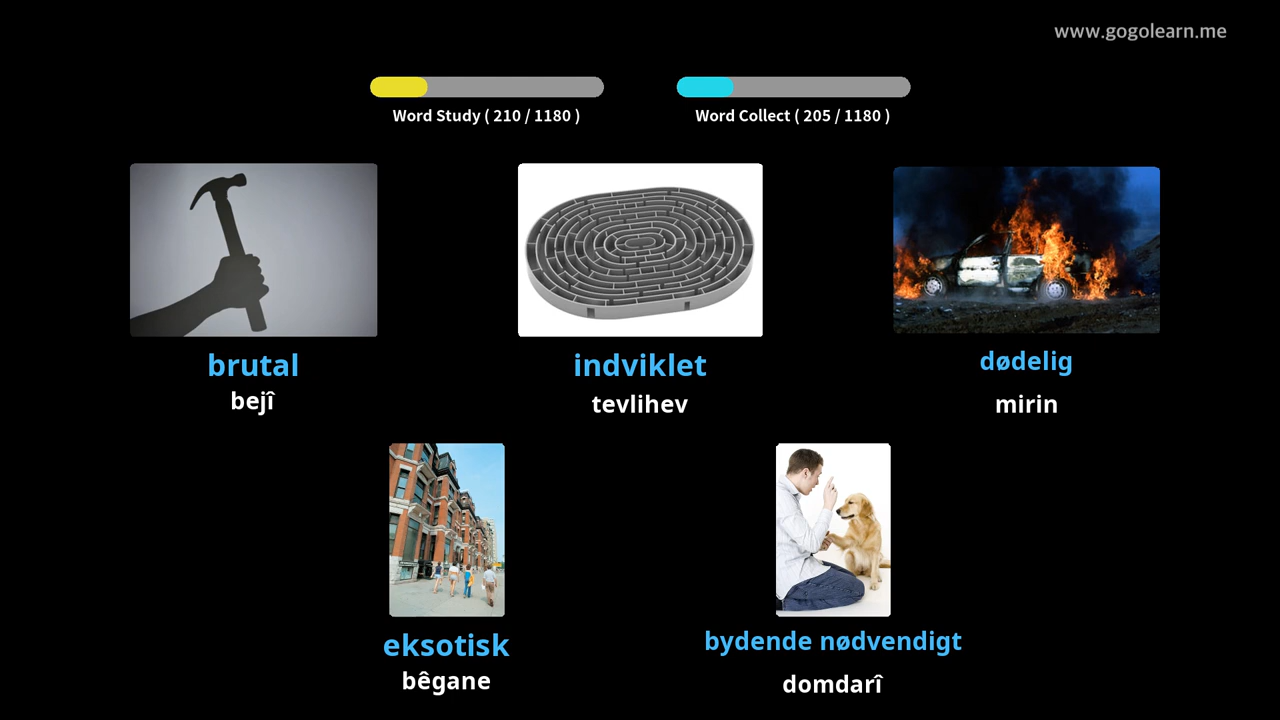 www.gogolearn.me
Word Study ( 210 / 1180 )
Word Collect ( 205 / 1180 )
brutal
bejî
indviklet
tevlihev
dødelig
mirin
eksotisk
bêgane
bydende nødvendigt
domdarî